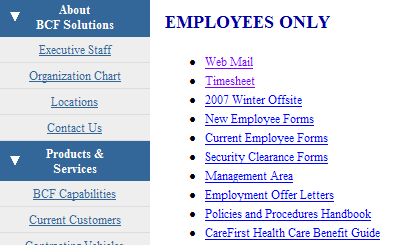 About
BCF Solutions
Executive Staff
Organization Chart
Locations
Contact Us
Products &
Services
BCF Capabilities
Current Customers
Contracting Vehicles
EMPLOYEES ONLY
Web Mail
Timesheet
2007 Winter Offsite
New Employee Forms
Current Employee Forms
Security Clearance Forms
Management Area
Employment Offer Letters
Policies and Procedures Handbook
CareFirst Health Care Benefit Guide